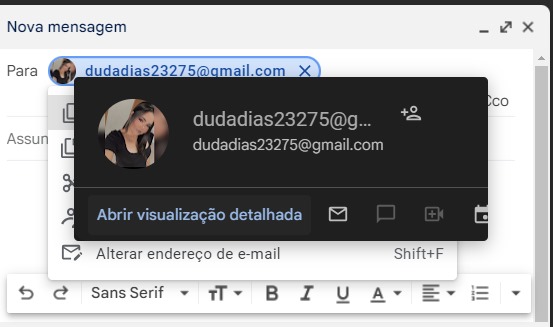 Nova mensagem
Para dudadias23275@gmail.com
Cco
dudadias23275@g...
dudadias23275@gmail.com
Assun
Abrir visualização detalhada
Alterar endereço de e-mail Shift+F
Sans Serif